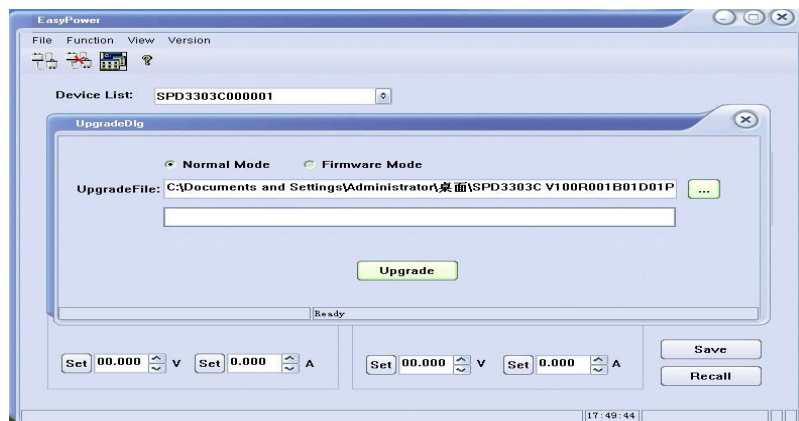 EasyPower
File Function View Version
Device List: SPD3303C000001
UpgradeDlg
Normal Mode Firmware Mode
UpgradeFile: C:\Documents and Settings\Administrator\桌面\SPD3303C V100R001B01D01P
...
Upgrade
Ready
Set 00.000 V Set 0.000 A Set 00.000 V Set 0.000 A
Save
Recall
17:49:44